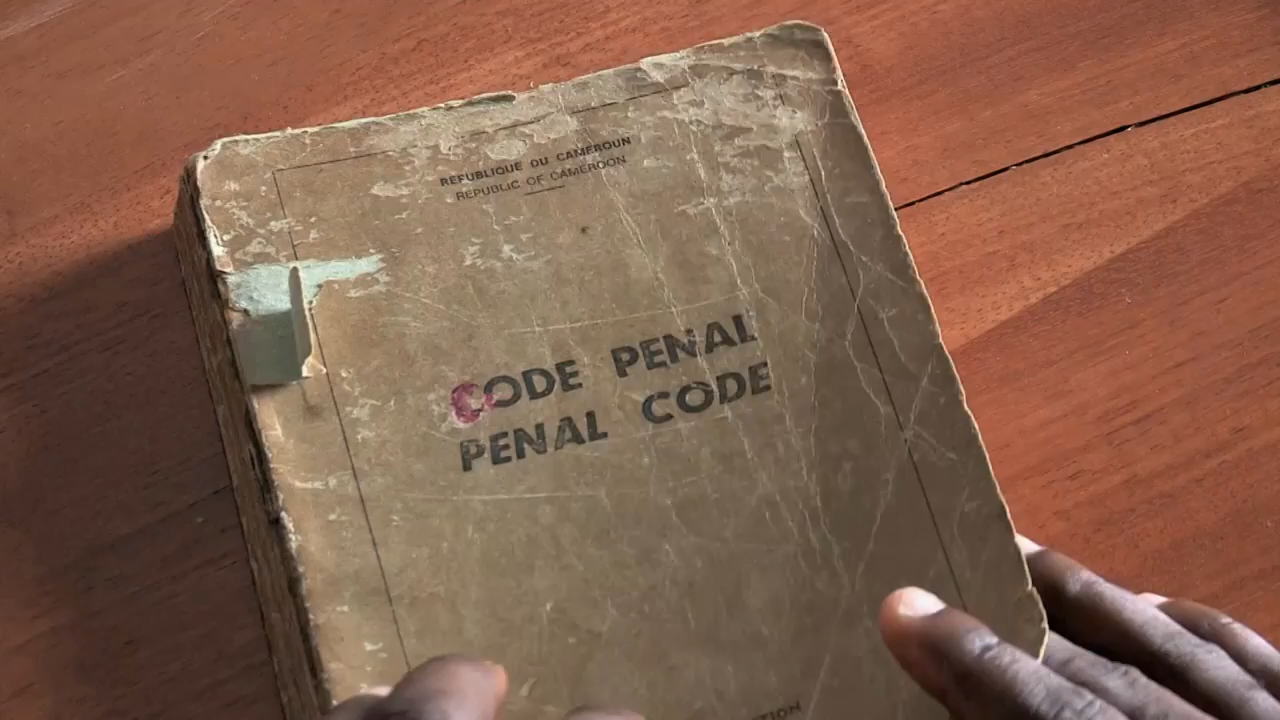 REPUBLIQUE DU CAMEROUN
REPUBLIC OF CAMEROON
CODE PENAL
PENAL CODE